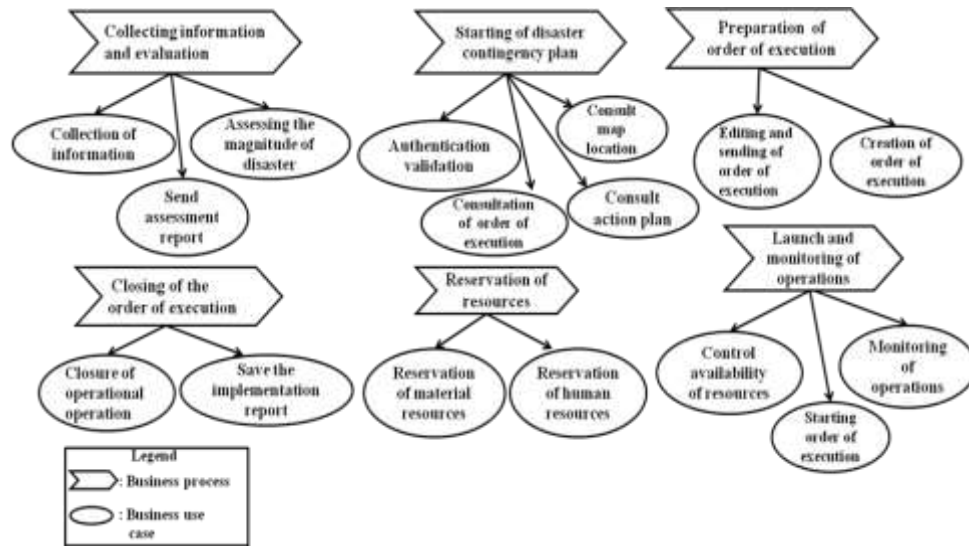 Collecting information
and evaluation
Collection of
information
Assessing the
magnitude of
disaster
Send
assessment
report
Starting of disaster
contingency plan
Authentication
validation
Consult
map
location
Consultation
of order of
execution
Consult
action plan
Preparation of
order of execution
Editing and
sending of
order of
execution
Creation of
order of
execution
Closing of the
order of execution
Closure of
operational
operation
Save the
implementation
report
Reservation of
resources
Reservation
of material
resources
Reservation
of human
resources
Launch and
monitoring of
operations
Control
availability
of resources
Starting
order of
execution
Monitoring
of
operations
Legend
: Business process
: Business use
case